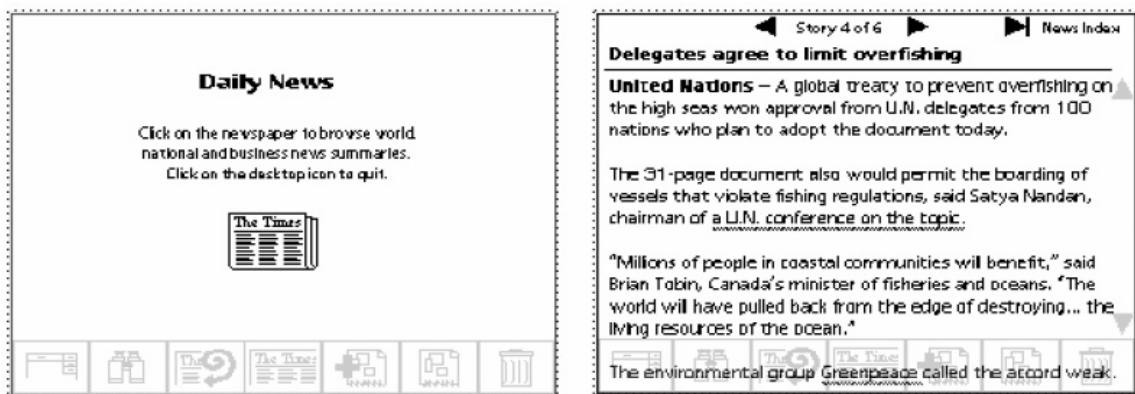 Daily News
Click on the newspaper to browse world
national and business news summaries.
Click on the desktop icon to quit.
The Times
The Times
Story 4 of 6
News Index
Delegates agree to limit overfishing
United Nations – A global treaty to prevent overfishing on
the high seas won approval from U.N. delegates from 100
nations who plan to adopt the document today.
The 31-page document also would permit the boarding of
vessels that violate fishing regulations, said Satya Nandan,
chairman of a U.N. conference on the topic.
"Millions of people in coastal communities will benefit," said
Brian Tobin, Canada's minister of fisheries and oceans. "The
world will have pulled back from the edge of destroying... the
living resources of the ocean."
The Times
The environmental group Greenpeace called the accord weak.